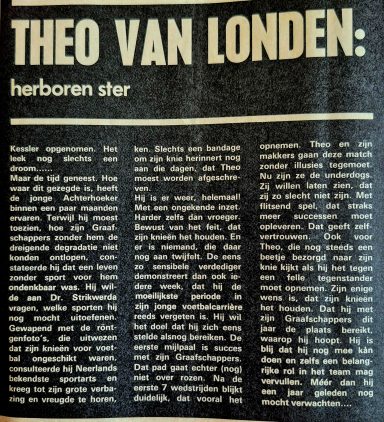 THEO VAN LONDEN:
herboren ster
Kessler opgenomen. Het
leek nog slechts een
droom......
Maar de tijd geneest. Hoe
waar dit gezegde is, heeft
de jonge Achterhoeker
binnen een paar maanden
ervaren. Terwijl hij moest
toezien, hoe zijn Graaf-
schappers zonder hem de
dreigende degradatie niet
konden ontlopen, con-
stateerde hij dat een leven
zonder sport voor hem
ondenkbaar was. Hij wil-
de aan Dr. Strikwerda
vragen, welke sporten hij
nog mocht uitoefenen.
Gewapend met de rönt-
genfoto's, die uitwezen
dat zijn knieën voor voet-
bal ongeschikt waren,
consulteerde hij Neerlands
bekendste sportarts en
kreeg tot zijn grote verba-
zing en vreugde te horen,
ken. Slechts een bandage
om zijn knie herinnert nog
aan die dagen, dat Theo
moest worden afgeschre-
ven.
Hij is er weer, helemaal!
Met een ongekende inzet.
Harder zelfs dan vroeger.
Bewust van het feit, dat
zijn knieën het houden. En
er is niemand, die daar
nog aan twijfelt. De eens
zo sensibele verdediger
demonstreert dan ook ie-
dere week, dat hij de
moeilijkste periode in
zijn jonge voetbalcarrière
reeds vergeten is. Hij wil
het doel dat hij zich eens
stelde alsnog bereiken. De
eerste mijlpaal is succes
met zijn Graafschappers.
Dat pad gaat echter (nog)
niet over rozen. Na de
eerste 7 wedstrijden blijkt
duidelijk, dat vooral het
opnemen. Theo en zijn
makkers gaan deze match
zonder illusies tegemoet.
Nu zijn ze de underdogs.
Zij willen laten zien, dat
zij zo slecht niet zijn. Met
flitsend spel, dat straks
meer successen moet
opleveren. Dat geeft zelf-
vertrouwen. Ook voor
Theo, die nog steeds een
beetje bezorgd naar zijn
knie kijkt als hij het tegen
een felle tegenstander
moet opnemen. Zijn enige
wens is, dat zijn knieën
het houden. Dat hij met
zijn Graafschappers dit
jaar de plaats bereikt,
waarop hij hoopt. Hij is
blij dat hij nog mee kan
doen en zelfs een belang-
rijke rol in het team mag
vervullen. Méér dan hij
een jaar geleden nog
mocht verwachten....